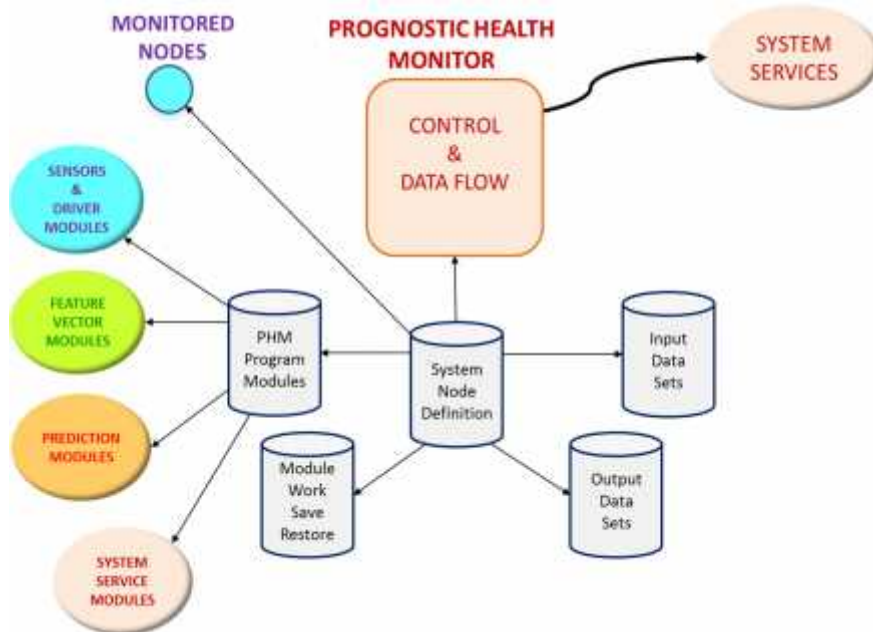 MONITORED
NODES
PROGNOSTIC HEALTH
MONITOR
SYSTEM
SERVICES
CONTROL
&
DATA FLOW
SENSORS
&
DRIVER
MODULES
FEATURE
VECTOR
MODULES
PHM
Program
Modules
System
Node
Definition
Input
Data
Sets
PREDICTION
MODULES
Module
Work
Save
Restore
Output
Data
Sets
SYSTEM
SERVICE
MODULES